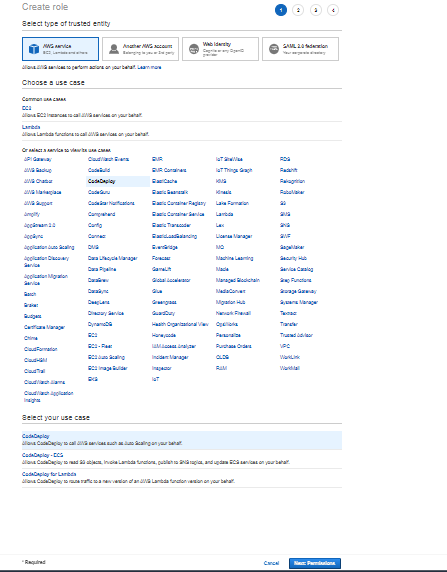 Create role
1 2 3 4
Select type of trusted entity
AWS service
EC2, Lambda and others
Another AWS account
Belonging to you or 3rd party
Web identity
Cognito or any OpenID provider
SAML 2.0 federation
Your corporate directory
Allows AWS services to perform actions on your behalf. Learn more
Choose a use case
Common use cases
EC2
Allows EC2 instances to call AWS services on your behalf.
Lambda
Allows Lambda functions to call AWS services on your behalf.
Or select a service to view its use cases
API Gateway
AWS Backup
AWS Chatbot
AWS Marketplace
AWS Support
Amplify
AppStream 2.0
AppSync
Application Auto Scaling
Application Discovery
Service
Application Migration
Service
Batch
Braket
Budgets
Certificate Manager
Chime
CloudFormation
CloudHSM
CloudTrail
CloudWatch Alarms
CloudWatch Application
Insights
CloudWatch Events
CodeBuild
CodeDeploy
CodeGuru
CodeStar Notifications
Comprehend
Config
Connect
DMS
Data Lifecycle Manager
Data Pipeline
DataBrew
DataSync
DeepLens
Directory Service
DynamoDB
EC2
EC2 - Fleet
EC2 Auto Scaling
EC2 Image Builder
EKS
EMR
EMR Containers
ElastiCache
Elastic Beanstalk
Elastic Container Registry
Elastic Container Service
Elastic Transcoder
ElasticLoadBalancing
EventBridge
Forecast
GameLift
Global Accelerator
Glue
Greengrass
GuardDuty
Health Organizational View
Honeycode
IAM Access Analyzer
Incident Manager
Inspector
IoT
IoT SiteWise
IoT Things Graph
KMS
Kinesis
Lake Formation
Lambda
Lex
License Manager
MQ
Machine Learning
Macie
Managed Blockchain
MediaConvert
Migration Hub
Network Firewall
OpsWorks
Personalize
Purchase Orders
QLDB
RAM
RDS
Redshift
Rekognition
RoboMaker
S3
SMS
SNS
SWF
SageMaker
Security Hub
Service Catalog
Step Functions
Storage Gateway
Systems Manager
Textract
Transfer
Trusted Advisor
VPC
WorkLink
WorkMail
Select your use case
CodeDeploy
Allows CodeDeploy to call AWS services such as Auto Scaling on your behalf.
CodeDeploy - ECS
Allows CodeDeploy to read S3 objects, invoke Lambda functions, publish to SNS topics, and update ECS services on your behalf.
CodeDeploy for Lambda
Allows CodeDeploy to route traffic to a new version of an AWS Lambda function version on your behalf.
* Required
Cancel
Next: Permissions